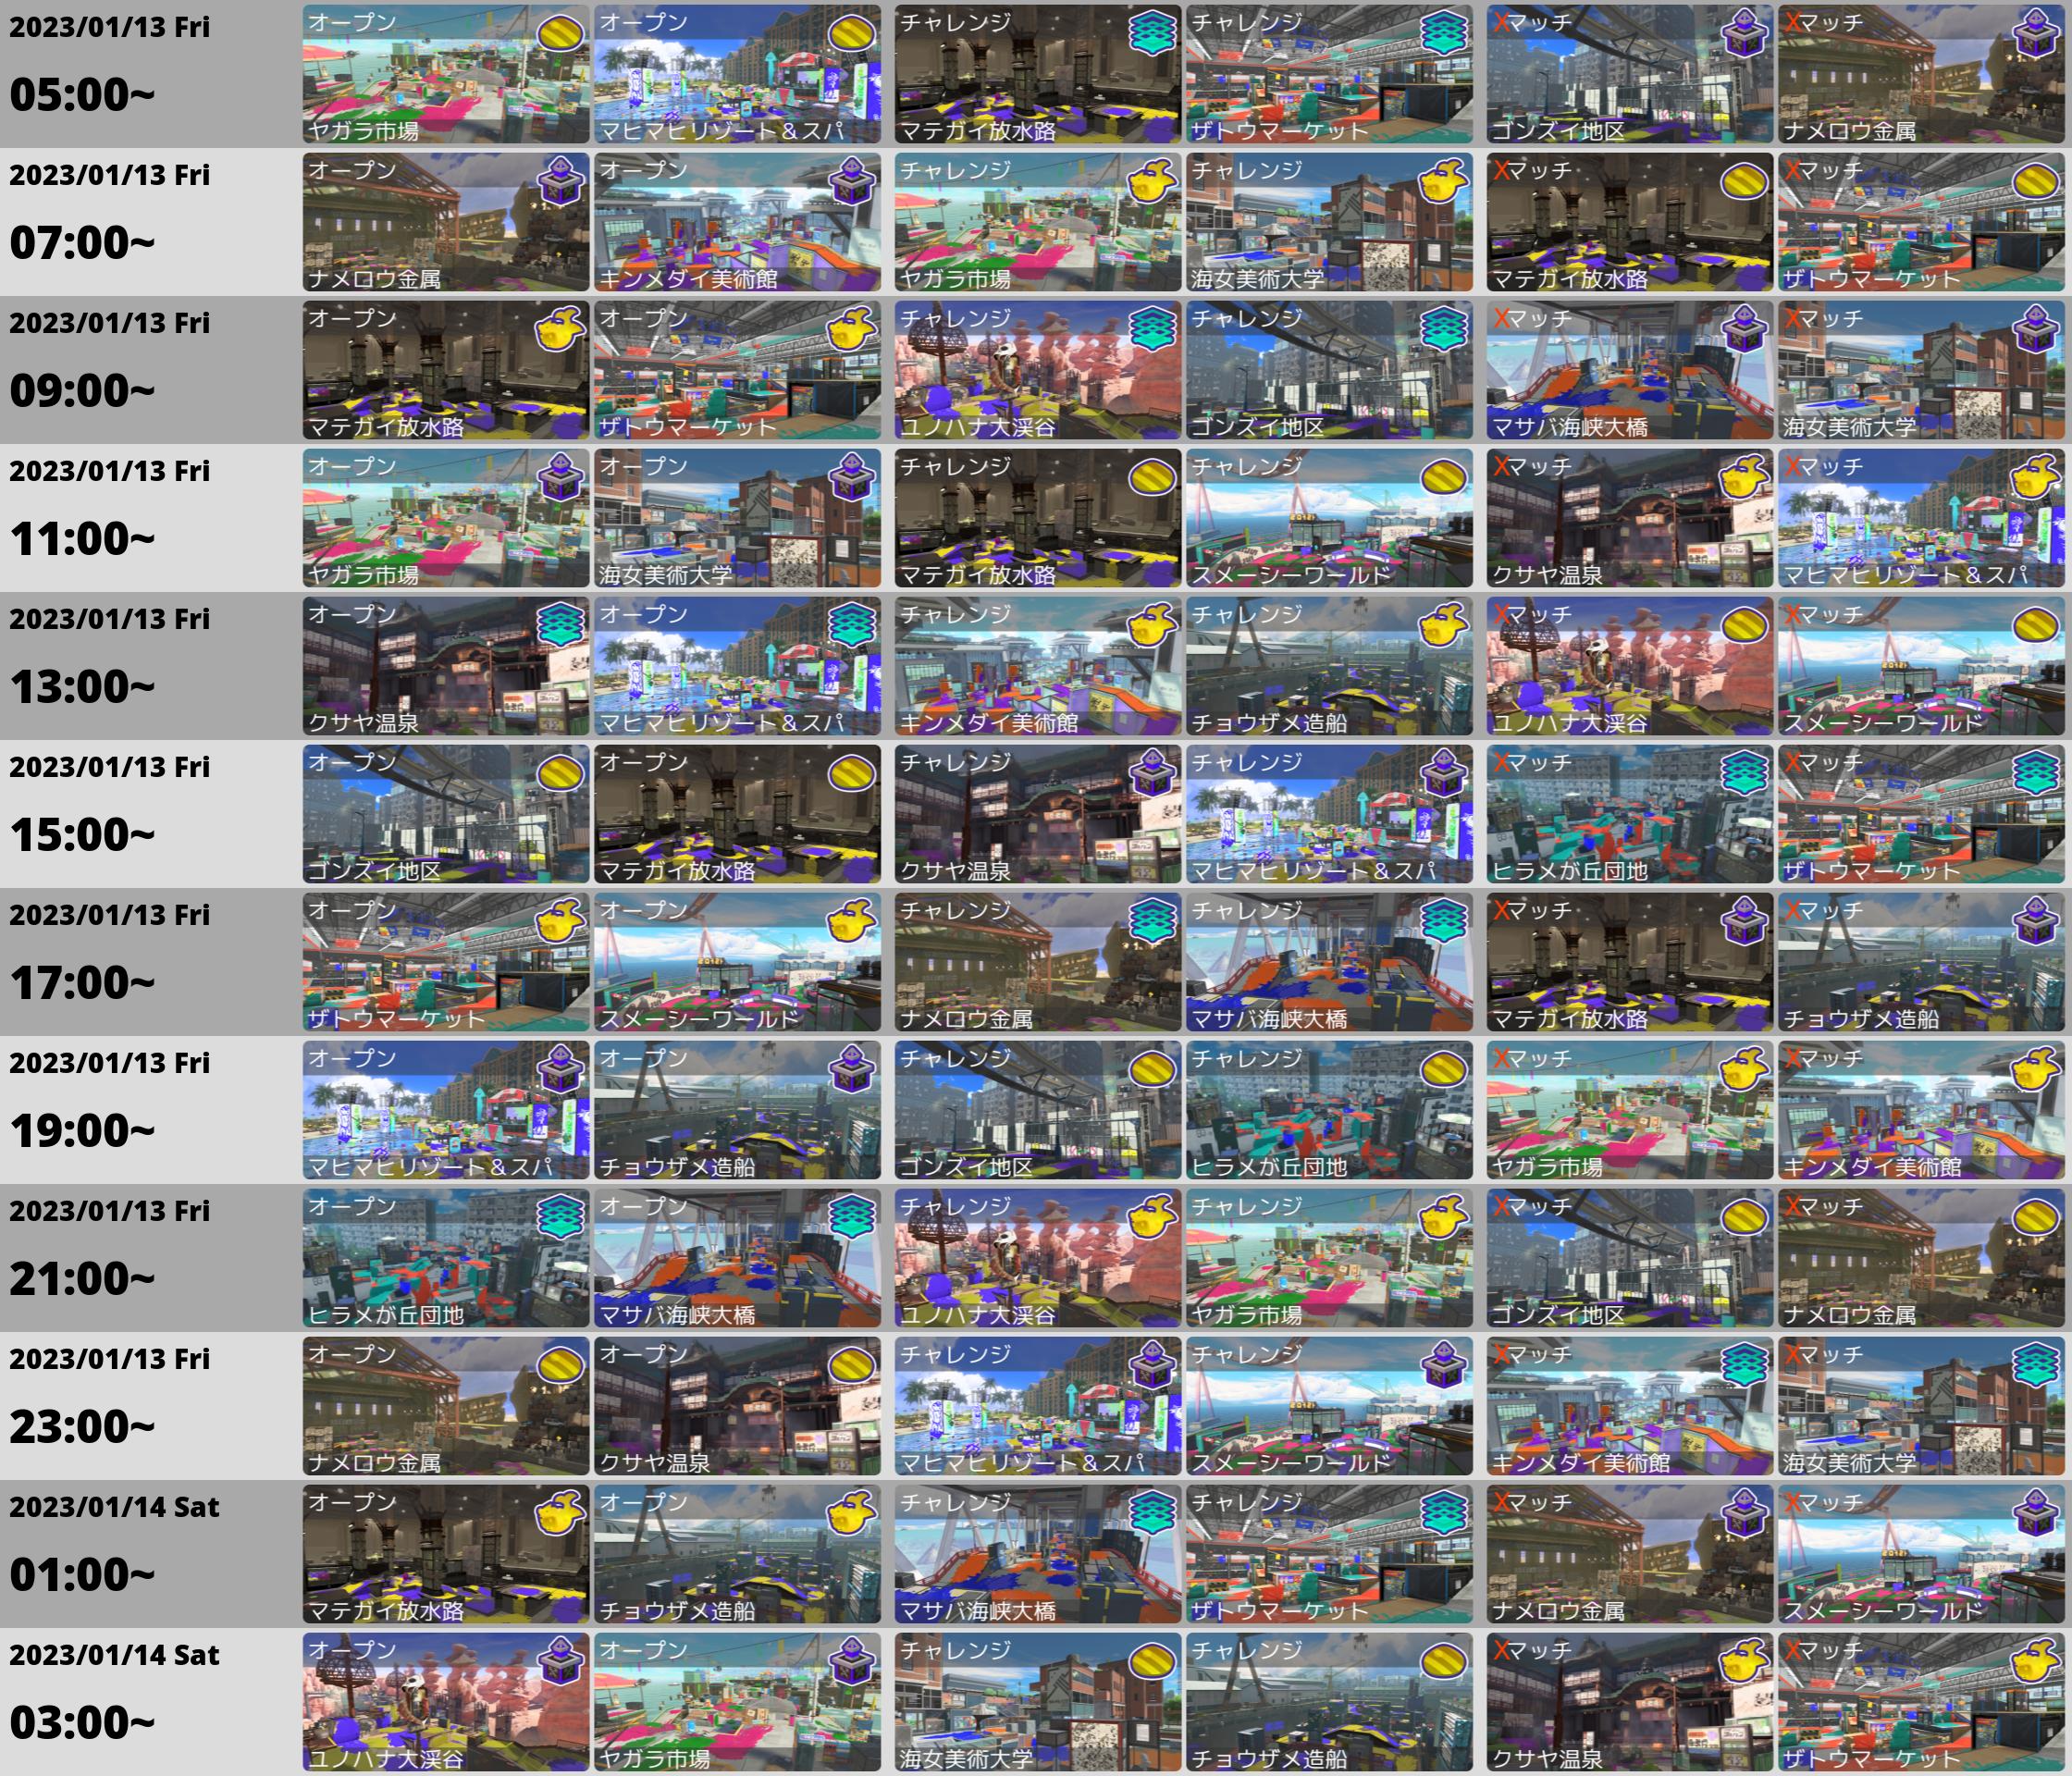 2023/01/13 Fri
05:00~
オープン オープン チャレンジ チャレンジ Xマッチ Xマッチ
ヤガラ市場 マヒマヒリゾート＆スパ マテガイ放水路 ザトウマーケット ゴンズイ地区 ナメロウ金属
2023/01/13 Fri
07:00~
オープン オープン チャレンジ チャレンジ Xマッチ Xマッチ
ナメロウ金属 キンメダイ美術館 ヤガラ市場 海女美術大学 マテガイ放水路 ザトウマーケット
2023/01/13 Fri
09:00~
オープン オープン チャレンジ チャレンジ Xマッチ Xマッチ
マテガイ放水路 ザトウマーケット ユノハナ大渓谷 ゴンズイ地区 マサバ海峡大橋 海女美術大学
2023/01/13 Fri
11:00~
オープン オープン チャレンジ チャレンジ Xマッチ Xマッチ
ヤガラ市場 海女美術大学 マテガイ放水路 スメーシーワールド クサヤ温泉 マヒマヒリゾート＆スパ
2023/01/13 Fri
13:00~
オープン オープン チャレンジ チャレンジ Xマッチ Xマッチ
クサヤ温泉 マヒマヒリゾート＆スパ キンメダイ美術館 チョウザメ造船 ユノハナ大渓谷 スメーシーワールド
2023/01/13 Fri
15:00~
オープン オープン チャレンジ チャレンジ Xマッチ Xマッチ
ゴンズイ地区 マテガイ放水路 クサヤ温泉 マヒマヒリゾート＆スパ ヒラメが丘団地 ザトウマーケット
2023/01/13 Fri
17:00~
オープン オープン チャレンジ チャレンジ Xマッチ Xマッチ
ザトウマーケット スメーシーワールド ナメロウ金属 マサバ海峡大橋 マテガイ放水路 チョウザメ造船
2023/01/13 Fri
19:00~
オープン オープン チャレンジ チャレンジ Xマッチ Xマッチ
マヒマヒリゾート＆スパ チョウザメ造船 ゴンズイ地区 ヒラメが丘団地 ヤガラ市場 キンメダイ美術館
2023/01/13 Fri
21:00~
オープン オープン チャレンジ チャレンジ Xマッチ Xマッチ
ヒラメが丘団地 マサバ海峡大橋 ユノハナ大渓谷 ヤガラ市場 ゴンズイ地区 ナメロウ金属
2023/01/13 Fri
23:00~
オープン オープン チャレンジ チャレンジ Xマッチ Xマッチ
ナメロウ金属 クサヤ温泉 マヒマヒリゾート＆スパ スメーシーワールド キンメダイ美術館 海女美術大学
2023/01/14 Sat
01:00~
オープン オープン チャレンジ チャレンジ Xマッチ Xマッチ
マテガイ放水路 チョウザメ造船 マサバ海峡大橋 ザトウマーケット ナメロウ金属 スメーシーワールド
2023/01/14 Sat
03:00~
オープン オープン チャレンジ チャレンジ Xマッチ Xマッチ
ユノハナ大渓谷 ヤガラ市場 海女美術大学 チョウザメ造船 クサヤ温泉 ザトウマーケット